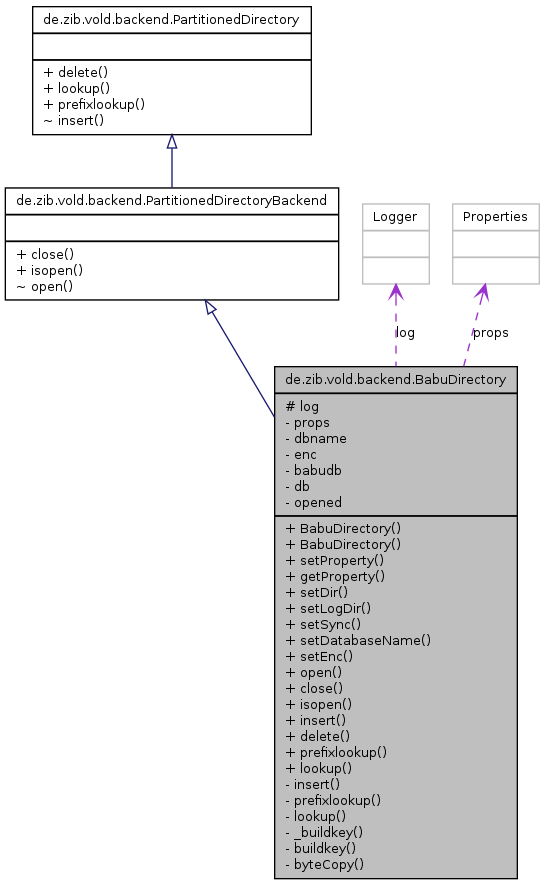 de.zib.vold.backend.PartitionedDirectory
+ delete()
+ lookup()
+ prefixlookup()
~ insert()
de.zib.vold.backend.PartitionedDirectoryBackend
+ close()
+ isopen()
~ open()
Logger
Properties
log
props
de.zib.vold.backend.BabuDirectory
# log
- props
- dbname
- enc
- babudb
- db
- opened
+ BabuDirectory()
+ BabuDirectory()
+ setProperty()
+ getProperty()
+ setDir()
+ setLogDir()
+ setSync()
+ setDatabaseName()
+ setEnc()
+ open()
+ close()
+ isopen()
+ insert()
+ delete()
+ prefixlookup()
+ lookup()
- insert()
- prefixlookup()
- lookup()
- _buildkey()
- buildkey()
- byteCopy()